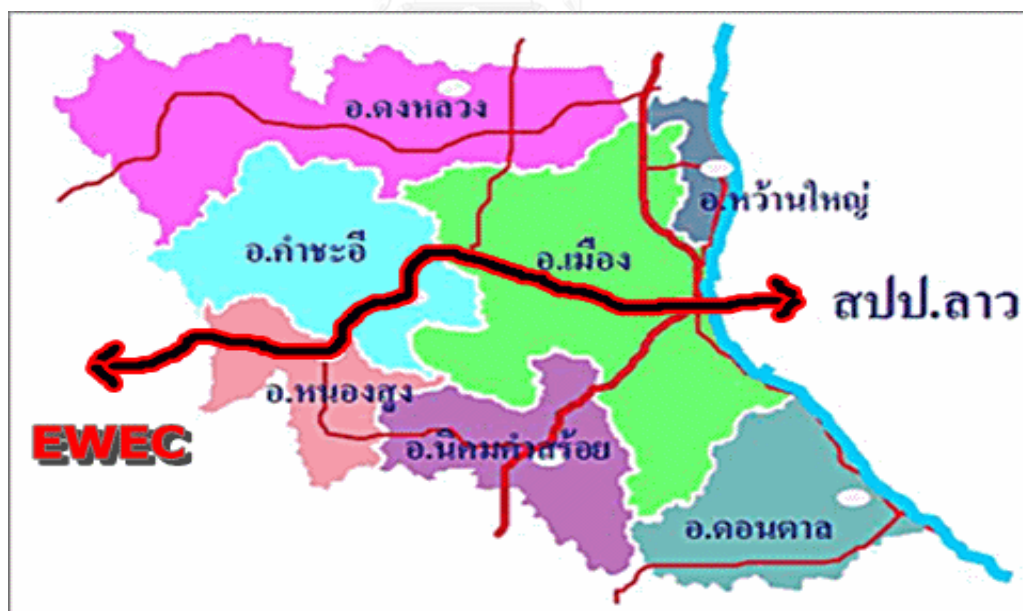 อ.ดงหลวง
อ.หว้านใหญ่
อ.คำชะอี
อ.เมือง
สปป.ลาว
อ.หนองสูง
EWEC
อ.นิคมคำสร้อย
อ.ดอนตาล